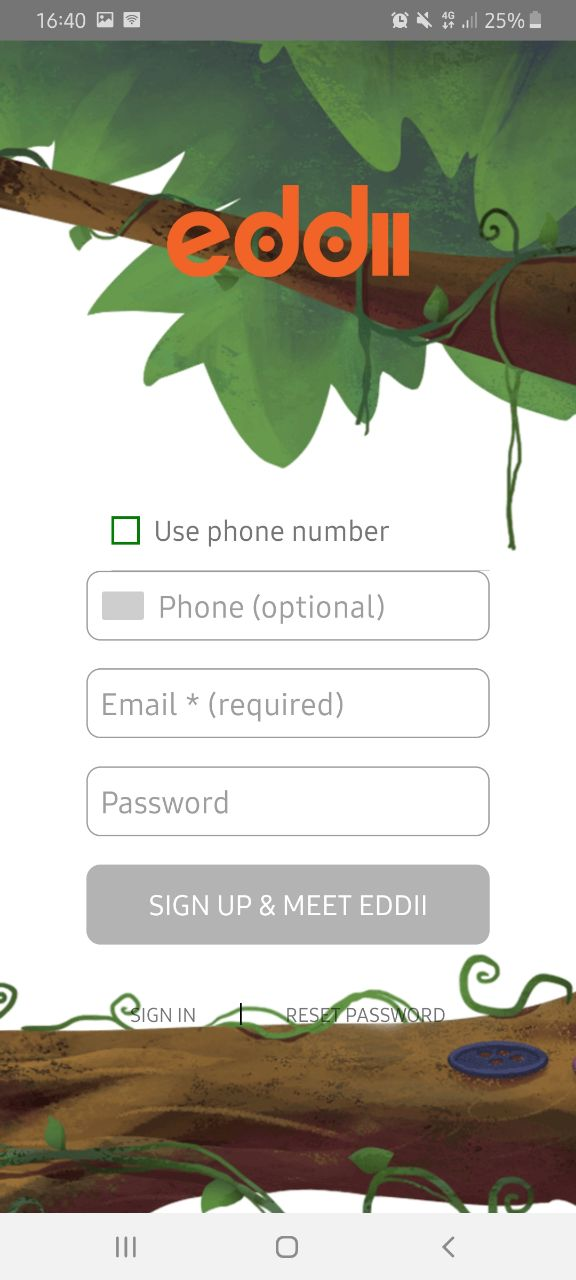 16:40 4G 25%
eddii
Use phone number
Phone (optional)
Email * (required)
Password
SIGN UP & MEET EDDII
SIGN IN | RESET PASSWORD